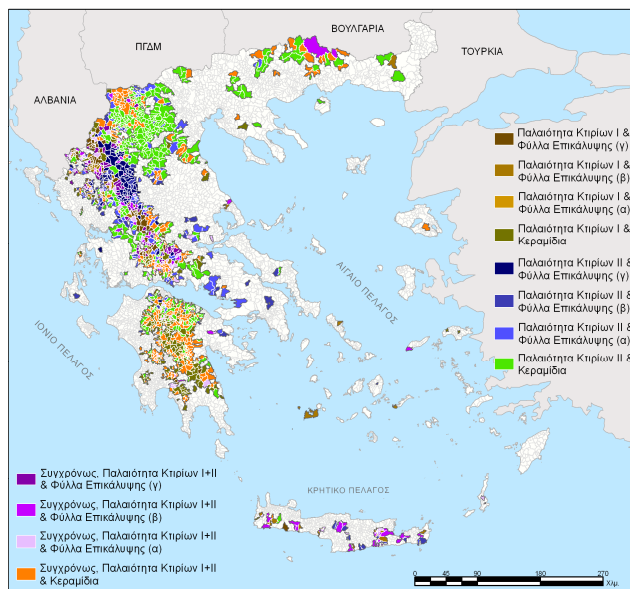 ΒΟΥΛΓΑΡΙΑ
ΠΓΔΜ
ΤΟΥΡΚΙΑ
ΑΛΒΑΝΙΑ
Παλαιότητα Κτιρίων Ι &
Φύλλα Επικάλυψης (γ)
Παλαιότητα Κτιρίων Ι &
Φύλλα Επικάλυψης (β)
Παλαιότητα Κτιρίων Ι &
Φύλλα Επικάλυψης (α)
Παλαιότητα Κτιρίων Ι &
Κεραμίδια
Παλαιότητα Κτιρίων ΙΙ &
Φύλλα Επικάλυψης (γ)
Παλαιότητα Κτιρίων ΙΙ &
Φύλλα Επικάλυψης (β)
Παλαιότητα Κτιρίων ΙΙ &
Φύλλα Επικάλυψης (α)
Παλαιότητα Κτιρίων ΙΙ &
Κεραμίδια
ΑΙΓΑΙΟ ΠΕΛΑΓΟΣ
ΙΟΝΙΟ ΠΕΛΑΓΟΣ
ΚΡΗΤΙΚΟ ΠΕΛΑΓΟΣ
Συγχρόνως, Παλαιότητα Κτιρίων Ι+ΙΙ
& Φύλλα Επικάλυψης (γ)
Συγχρόνως, Παλαιότητα Κτιρίων Ι+ΙΙ
& Φύλλα Επικάλυψης (β)
Συγχρόνως, Παλαιότητα Κτιρίων Ι+ΙΙ
& Φύλλα Επικάλυψης (α)
Συγχρόνως, Παλαιότητα Κτιρίων Ι+ΙΙ
& Κεραμίδια
0 45 90 180 270
Χλμ.